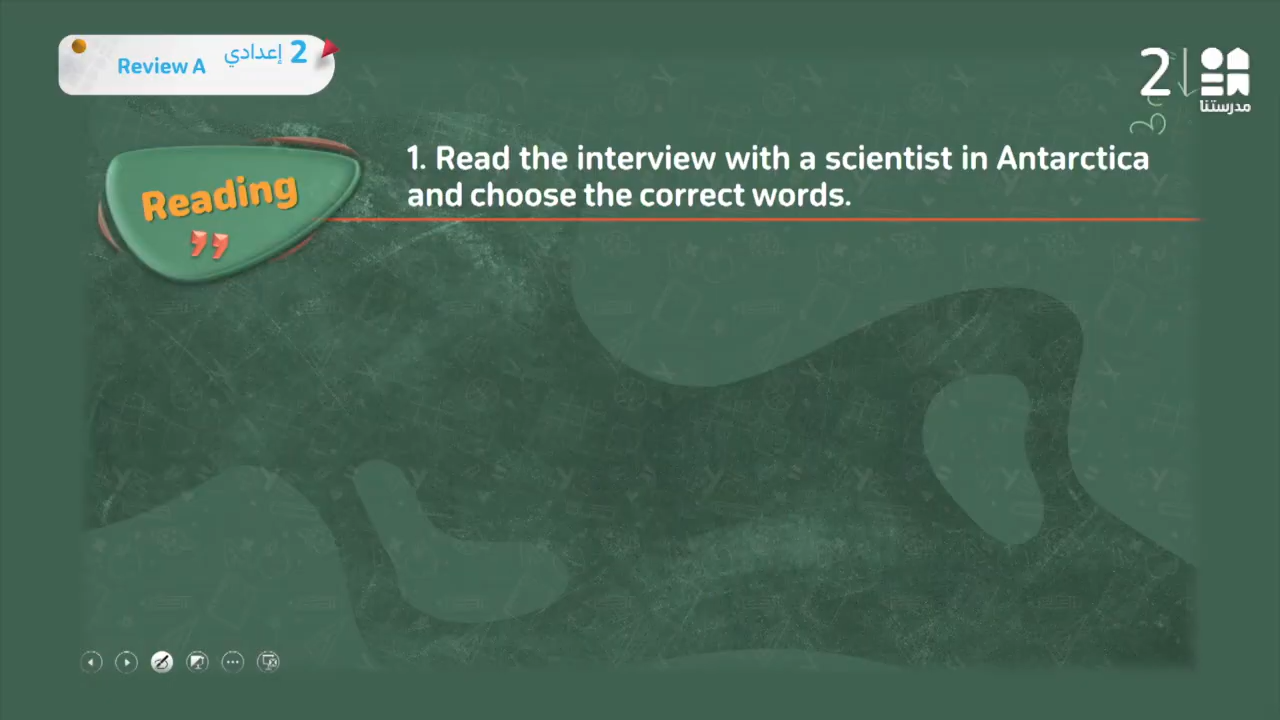 Review A
2 إعدادي
2
مدرستنا
Reading
1. Read the interview with a scientist in Antarctica
and choose the correct words.